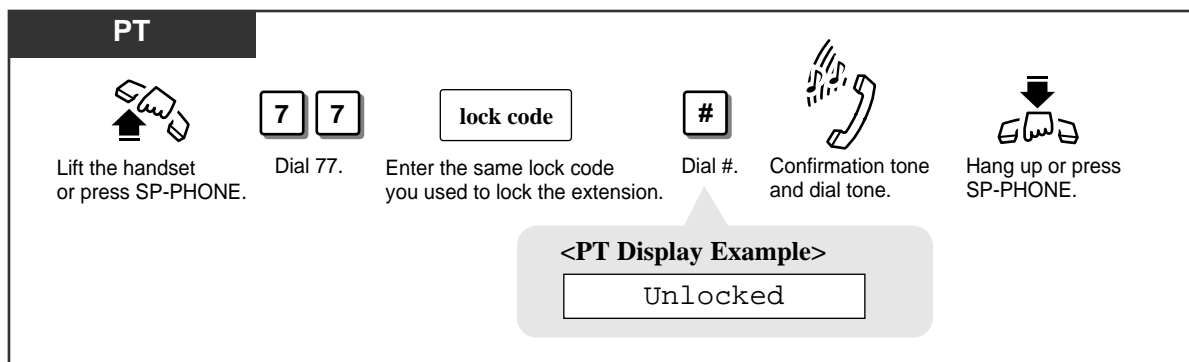 PT
7 7
lock code
#
Lift the handset
or press SP-PHONE.
Dial 77.
Enter the same lock code
you used to lock the extension.
Dial #.
Confirmation tone
and dial tone.
Hang up or press
SP-PHONE.
<PT Display Example>
Unlocked